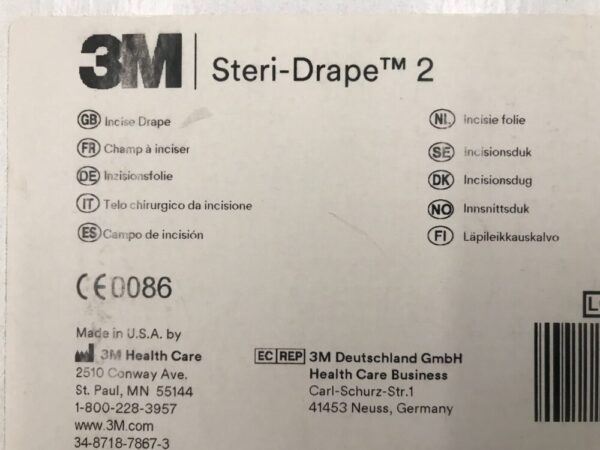 3M Steri-Drape™ 2
GB Incise Drape
FR Champ à inciser
DE Inzisionsfolie
IT Telo chirurgico da incisione
ES Campo de incisión
NL Incisie folie
SE Incisionsduk
DK Incisionsdug
NO Innsnittsduk
FI Läpileikkauskalvo
CE0086
Made in U.S.A. by
3M Health Care
2510 Conway Ave.
St. Paul, MN 55144
1-800-228-3957
www.3M.com
34-8718-7867-3
EC REP 3M Deutschland GmbH
Health Care Business
Carl-Schurz-Str.1
41453 Neuss, Germany